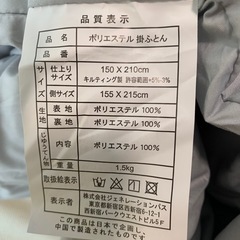 品質表示
品名 ポリエステル 掛ふとん
サイズ
仕上りサイズ 150 X 210cm
キルティング製 許容範囲+5%-3%
側サイズ 155 X 215cm
生地
表地 ポリエステル 100%
裏地 ポリエステル 100%
ポリエステル 100%
重量 1.5kg
取扱絵表示
表示者
株式会社ジェネレーションパス
東京都新宿区西新宿6-12-1
西新宿パークウエストビル5F
この商品は日本で企画し、
中国で製造されたものです